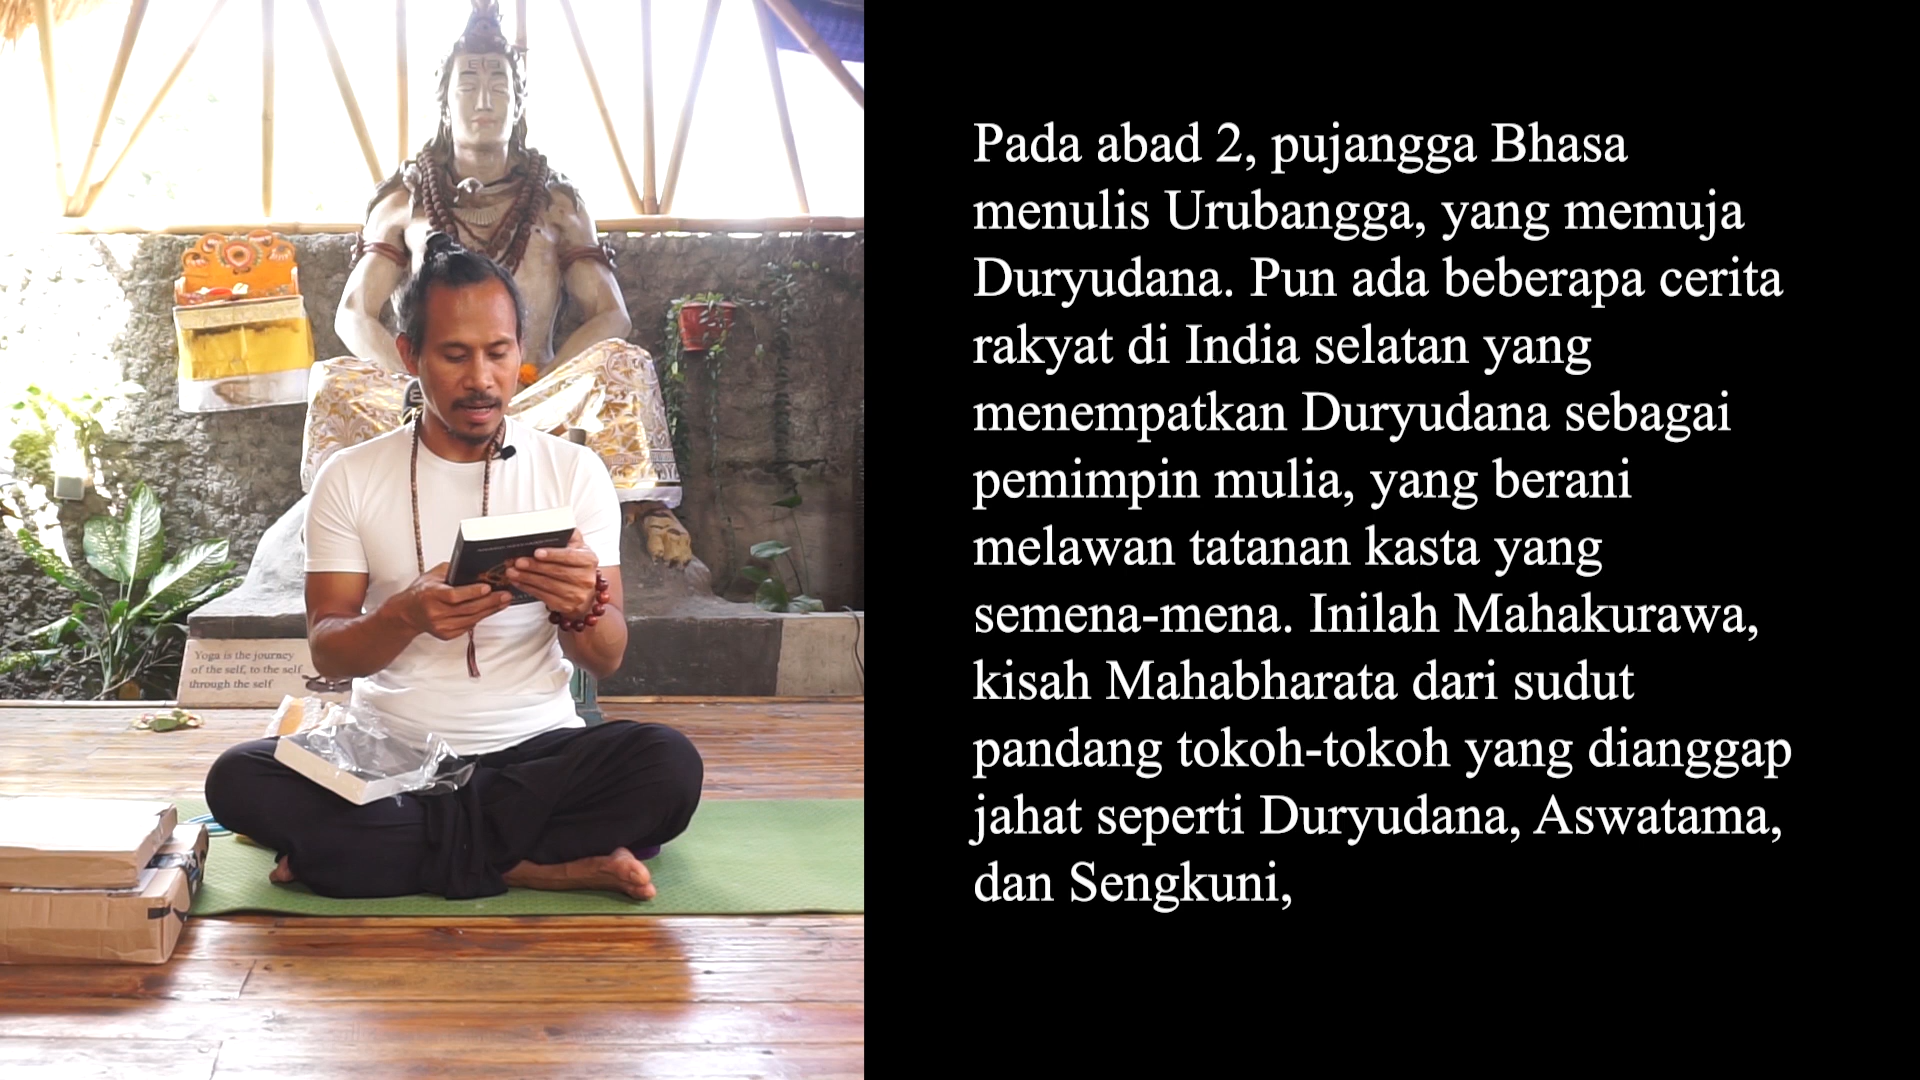 Pada abad 2, pujangga Bhasa
menulis Urubangga, yang memuja
Duryudana. Pun ada beberapa cerita
rakyat di India selatan yang
menempatkan Duryudana sebagai
pemimpin mulia, yang berani
melawan tatanan kasta yang
semena-mena. Inilah Mahakurawa,
kisah Mahabharata dari sudut
pandang tokoh-tokoh yang dianggap
jahat seperti Duryudana, Aswatama,
dan Sengkuni,
Yoga is the journey
of the self, to the self
through the self